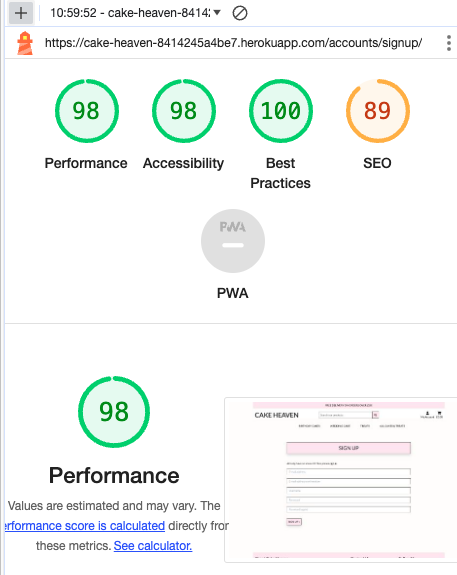 10:59:52 - cake-heaven-8414
https://cake-heaven-8414245a4be7.herokuapp.com/accounts/signup/
98
98
100
89
Performance
Accessibility
Best
Practices
SEO
PWA
PWA
98
Performance
Values are estimated and may vary. The
performance score is calculated directly from
these metrics. See calculator.
CAKE HEAVEN
SIGN UP